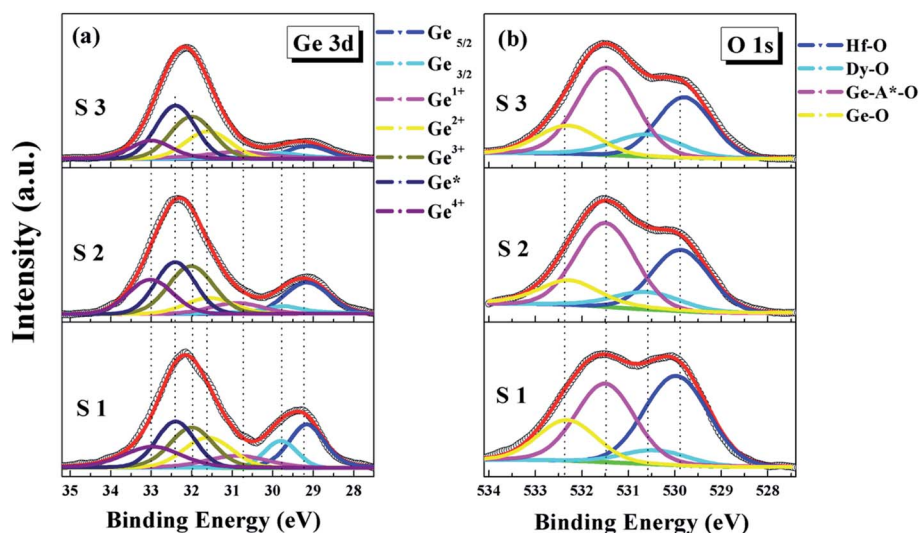 (a)
Ge 3d
Ge 5/2
Ge 3/2
Ge1+
Ge2+
Ge3+
Ge*
Ge4+
S 3
S 2
S 1
Intensity (a.u.)
35 34 33 32 31 30 29 28
Binding Energy (eV)
(b)
O 1s
Hf-O
Dy-O
Ge-A*-O
Ge-O
S 3
S 2
S 1
534 533 532 531 530 529 528
Binding Energy (eV)